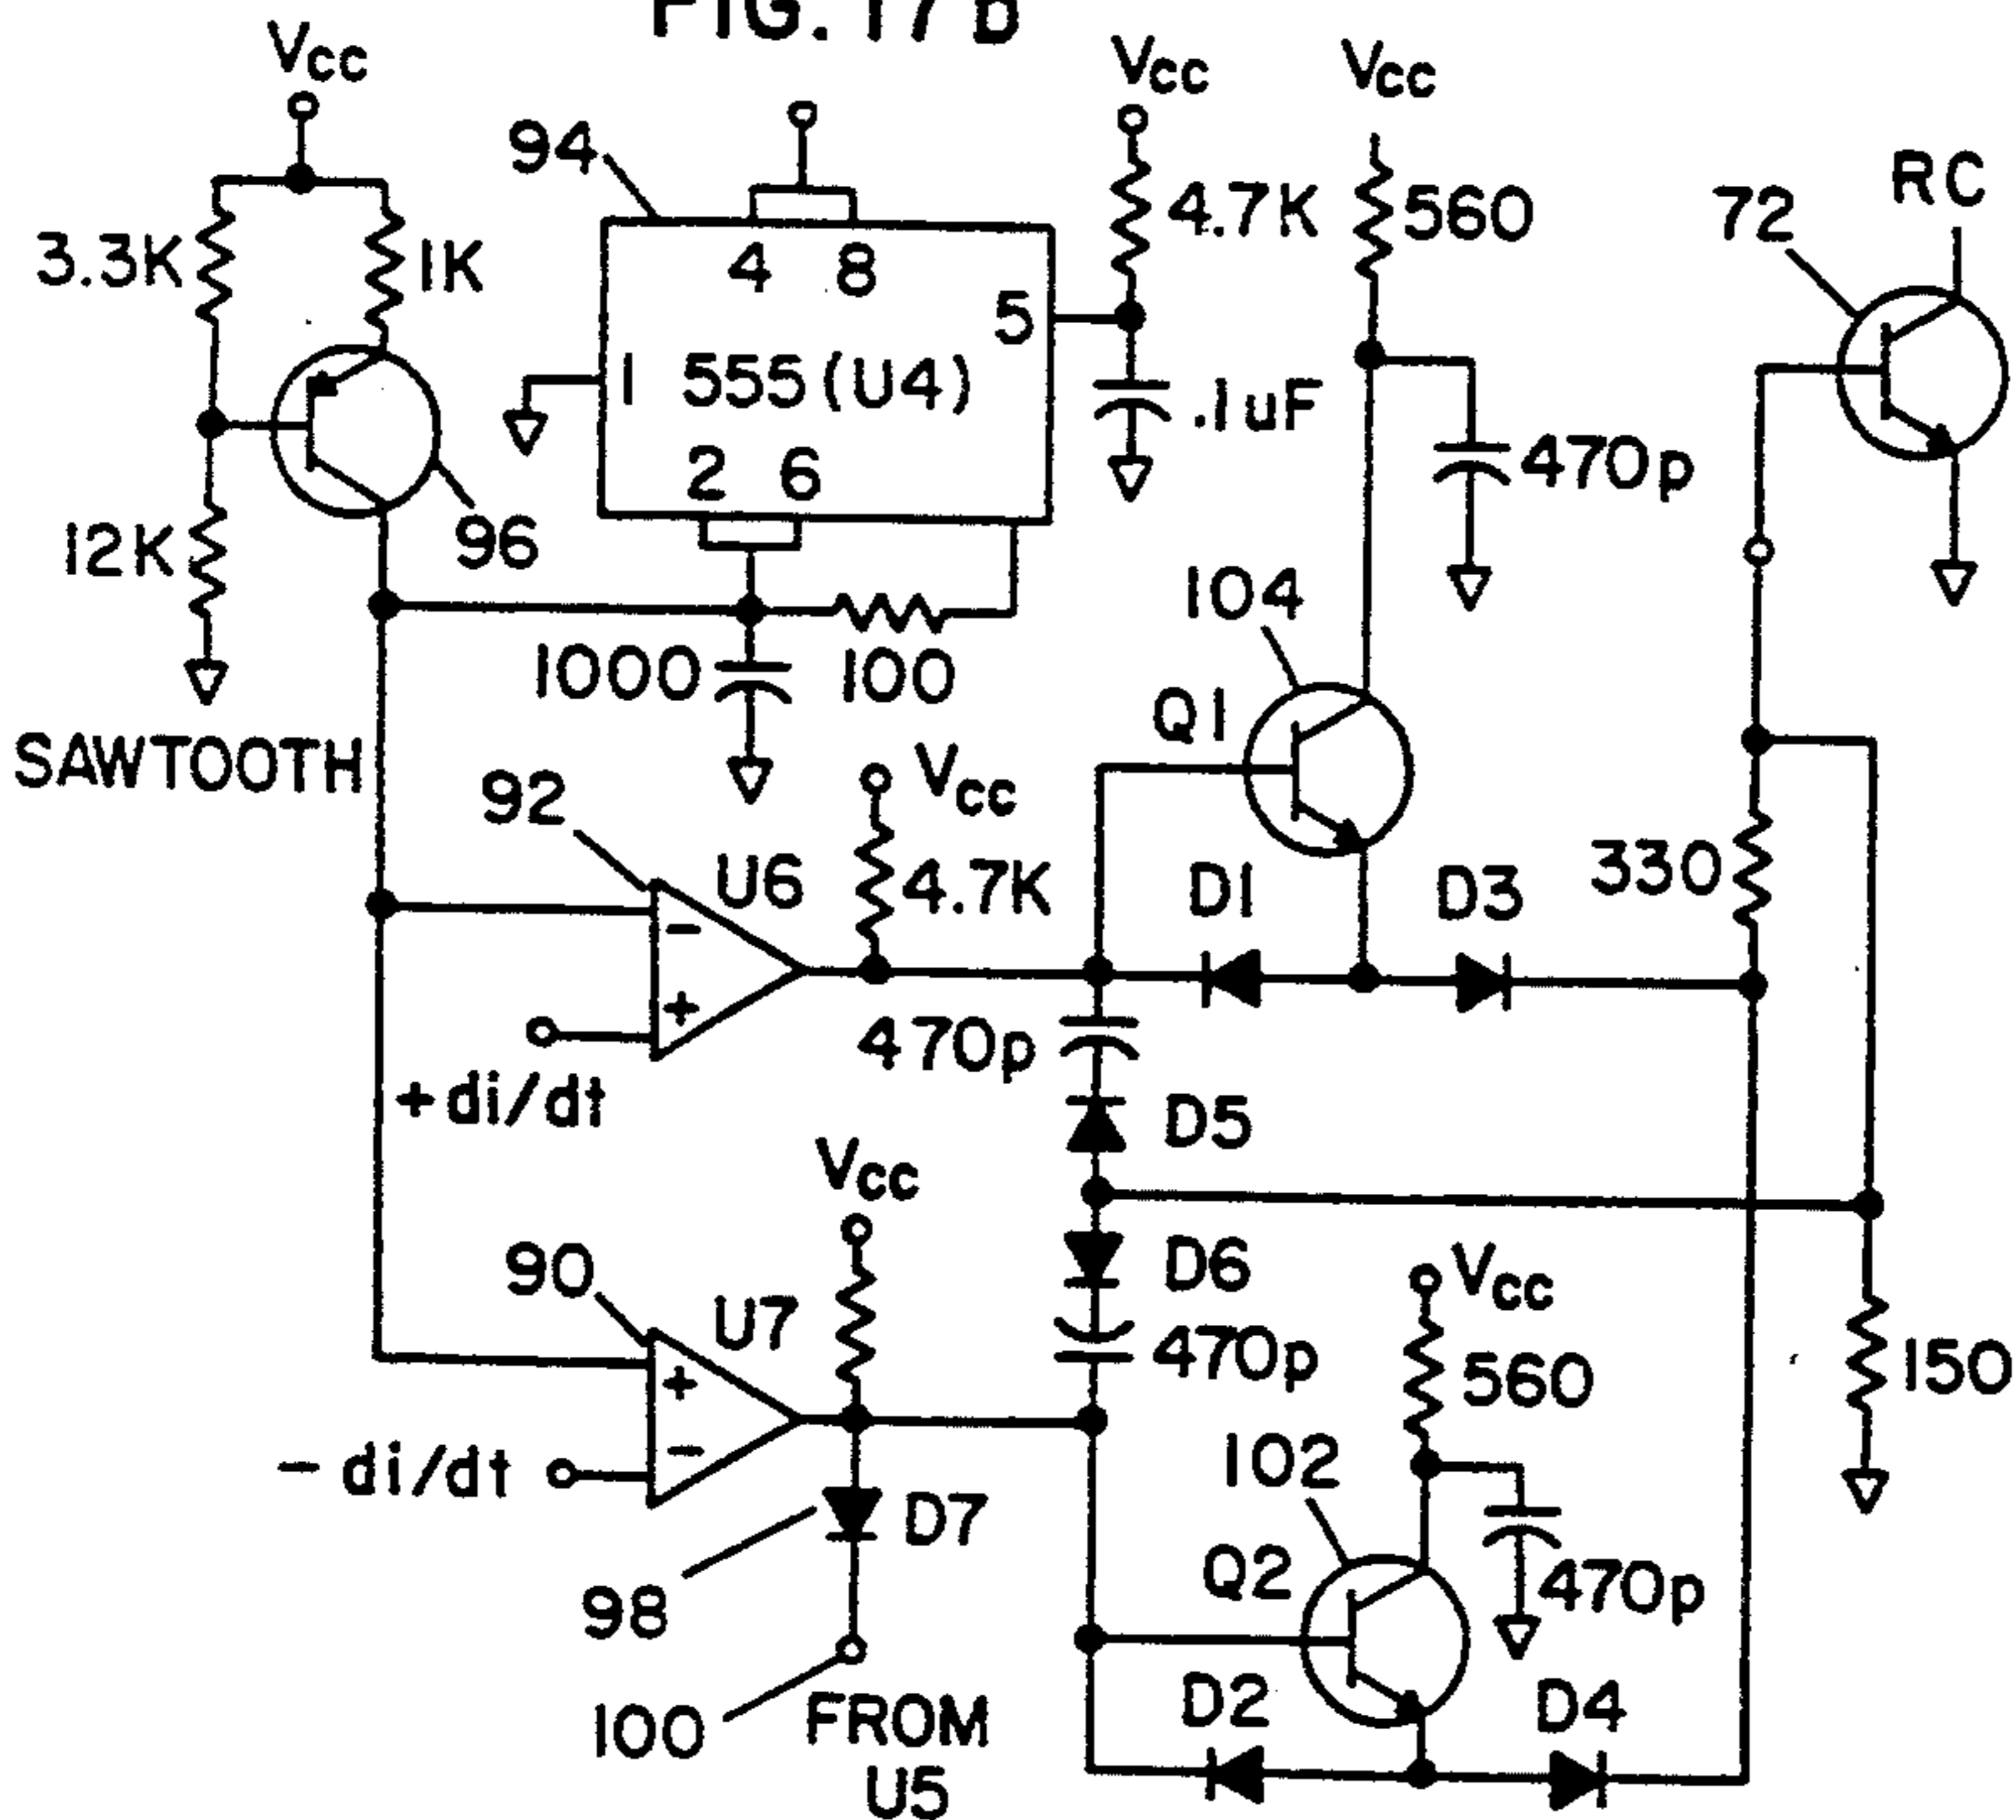 FIG. 17B
Vcc
Vcc
Vcc
RC
94
4.7K
560
72
3.3K
1K
4 8
5
1 555 (U4)
.1uF
470p
2 6
12K
96
104
1000
100
Q1
SAWTOOTH
92
Vcc
U6
4.7K
D1
D3
330
-
+
470p
+di/dt
D5
Vcc
90
U7
D6
Vcc
470p
560
150
+
-
- di/dt
102
D7
Q2
470p
98
100
FROM
U5
D2
D4